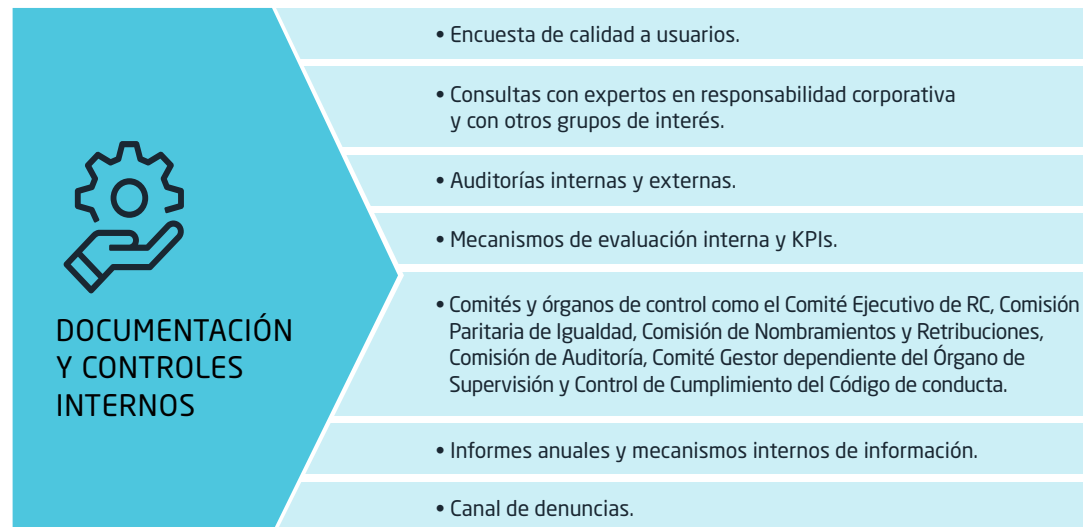 DOCUMENTACIÓN
Y CONTROLES
INTERNOS
• Encuesta de calidad a usuarios.
• Consultas con expertos en responsabilidad corporativa
y con otros grupos de interés.
• Auditorías internas y externas.
• Mecanismos de evaluación interna y KPIs.
• Comités y órganos de control como el Comité Ejecutivo de RC, Comisión
Paritaria de Igualdad, Comisión de Nombramientos y Retribuciones,
Comisión de Auditoría, Comité Gestor dependiente del Órgano de
Supervisión y Control de Cumplimiento del Código de conducta.
• Informes anuales y mecanismos internos de información.
• Canal de denuncias.